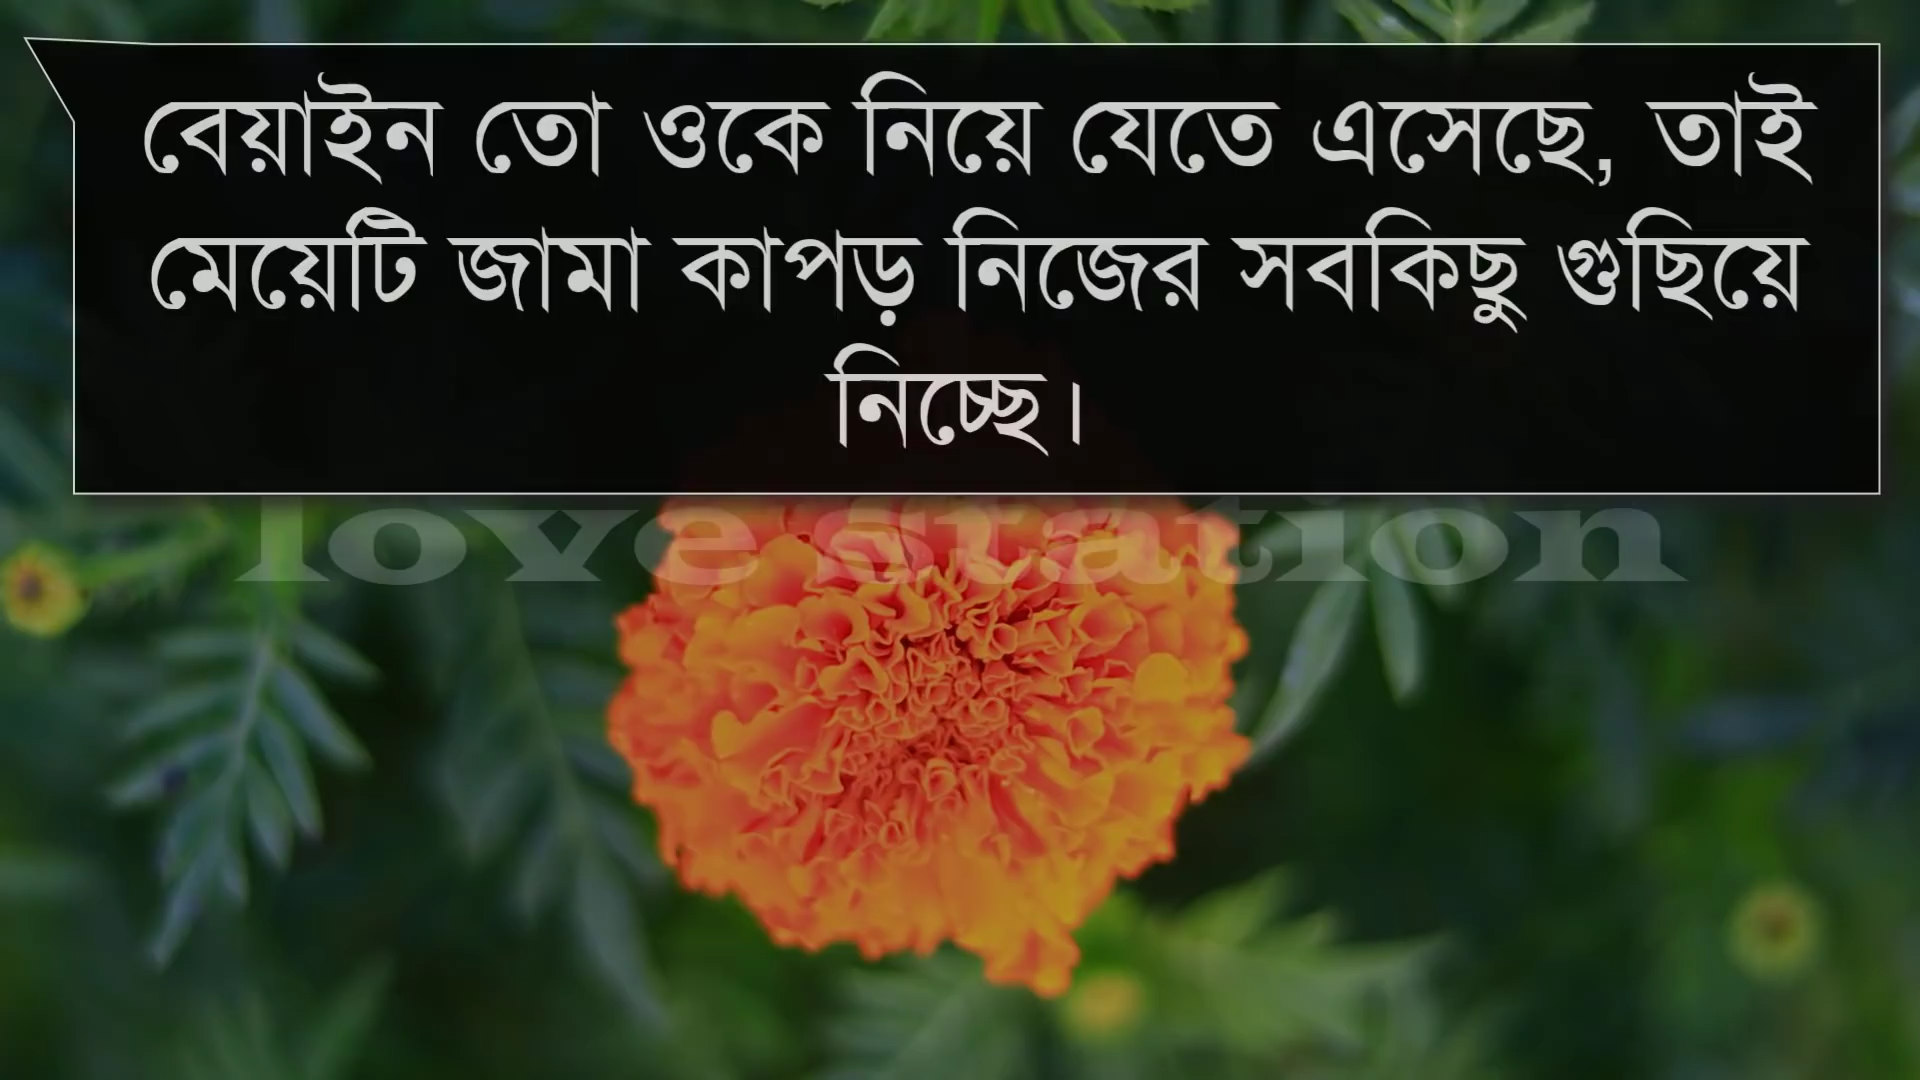 বেয়াইন তো ওকে নিয়ে যেতে এসেছে, তাই
মেয়েটি জামা কাপড় নিজের সবকিছু গুছিয়ে
নিচ্ছে।
love station